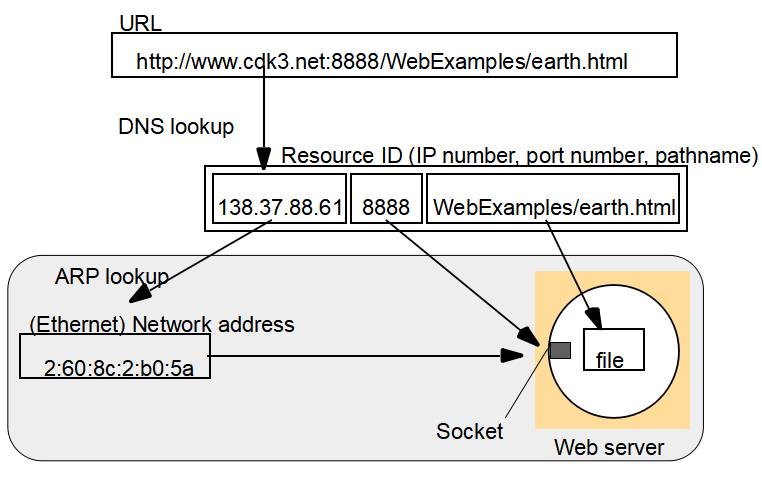 URL
http://www.cdk3.net:8888/WebExamples/earth.html
DNS lookup
Resource ID (IP number, port number, pathname)
138.37.88.61
8888
WebExamples/earth.html
ARP lookup
(Ethernet) Network address
2:60:8c:2:b0:5a
file
Socket
Web server